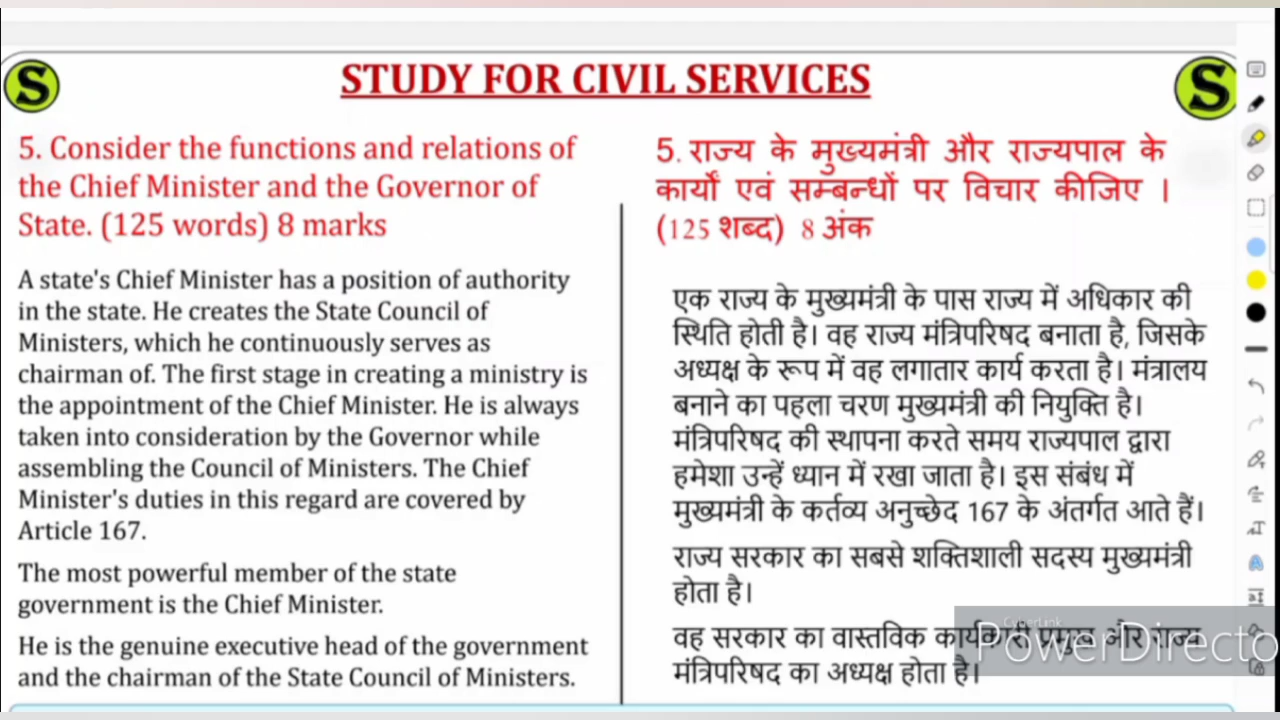 S
STUDY FOR CIVIL SERVICES
S
5. Consider the functions and relations of
the Chief Minister and the Governor of
State. (125 words) 8 marks
A state's Chief Minister has a position of authority
in the state. He creates the State Council of
Ministers, which he continuously serves as
chairman of. The first stage in creating a ministry is
the appointment of the Chief Minister. He is always
taken into consideration by the Governor while
assembling the Council of Ministers. The Chief
Minister's duties in this regard are covered by
Article 167.
The most powerful member of the state
government is the Chief Minister.
He is the genuine executive head of the government
and the chairman of the State Council of Ministers.
5. राज्य के मुख्यमंत्री और राज्यपाल के
कार्यों एवं सम्बन्धों पर विचार कीजिए ।
(125 शब्द) 8 अंक
एक राज्य के मुख्यमंत्री के पास राज्य में अधिकार की
स्थिति होती है। वह राज्य मंत्रिपरिषद बनाता है, जिसके
अध्यक्ष के रूप में वह लगातार कार्य करता है। मंत्रालय
बनाने का पहला चरण मुख्यमंत्री की नियुक्ति है।
मंत्रिपरिषद की स्थापना करते समय राज्यपाल द्वारा
हमेशा उन्हें ध्यान में रखा जाता है। इस संबंध में
मुख्यमंत्री के कर्तव्य अनुच्छेद 167 के अंतर्गत आते हैं।
राज्य सरकार का सबसे शक्तिशाली सदस्य मुख्यमंत्री
होता है।
वह सरकार का वास्तविक कार्यकारी प्रमुख और राज्य
मंत्रिपरिषद का अध्यक्ष होता है।
CyberLink
PowerDirecto